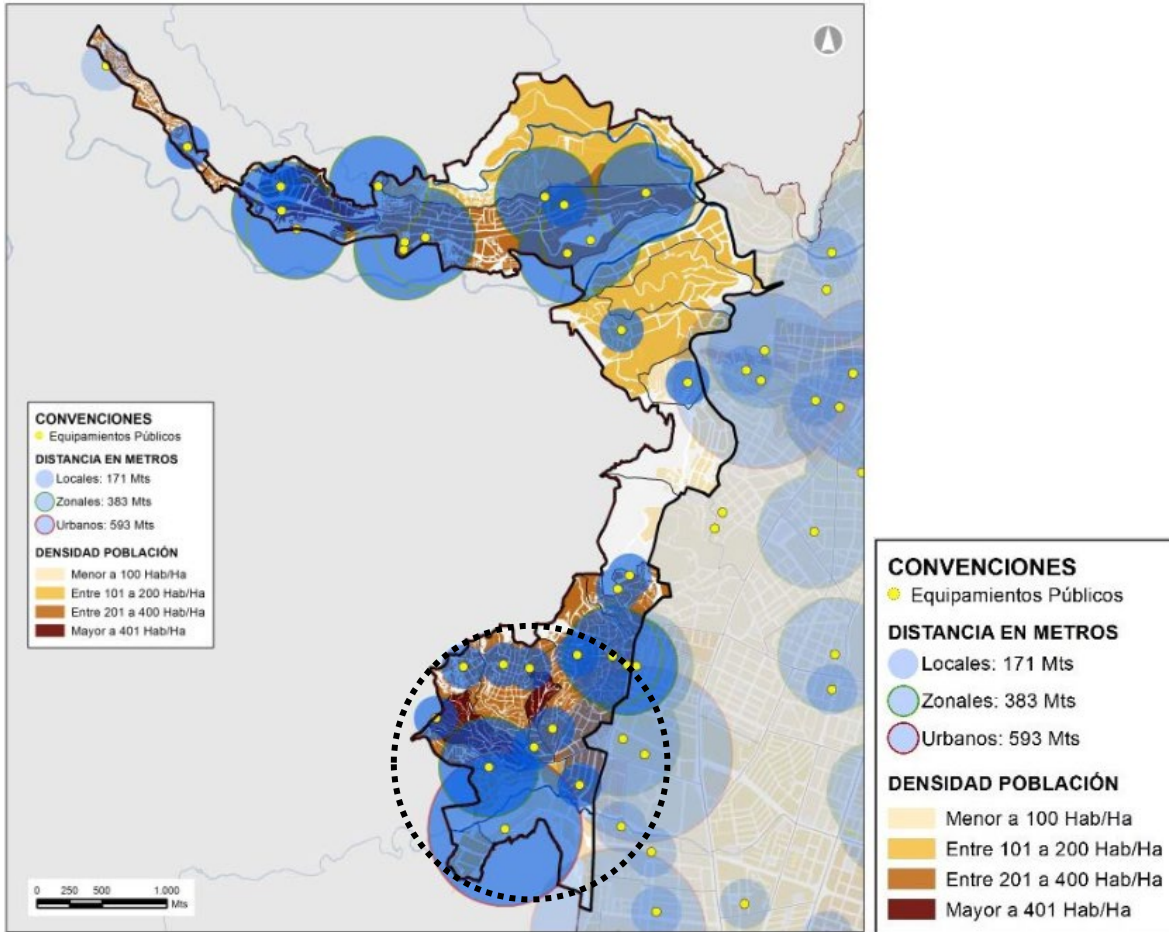 CONVENCIONES
Equipamientos Públicos
DISTANCIA EN METROS
Locales: 171 Mts
Zonales: 383 Mts
Urbanos: 593 Mts
DENSIDAD POBLACIÓN
Menor a 100 Hab/Ha
Entre 101 a 200 Hab/Ha
Entre 201 a 400 Hab/Ha
Mayor a 401 Hab/Ha
0 250 500 1.000
Mts
CONVENCIONES
Equipamientos Públicos
DISTANCIA EN METROS
Locales: 171 Mts
Zonales: 383 Mts
Urbanos: 593 Mts
DENSIDAD POBLACIÓN
Menor a 100 Hab/Ha
Entre 101 a 200 Hab/Ha
Entre 201 a 400 Hab/Ha
Mayor a 401 Hab/Ha